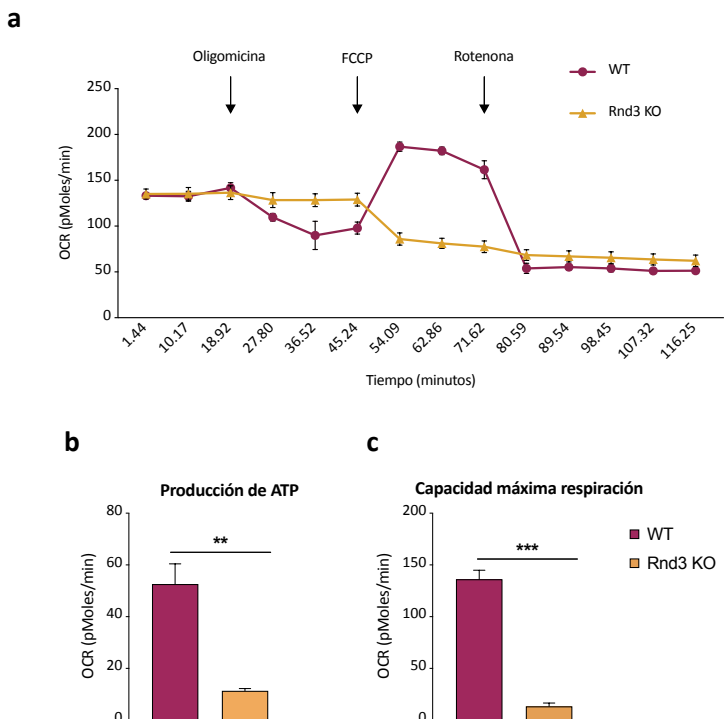 a
Oligomicina FCCP Rotenona
WT
Rnd3 KO
250
200
150
100
50
0
OCR (pMoles/min)
1.44 10.17 18.92 27.80 36.52 45.24 54.09 62.86 71.62 80.59 89.54 98.45 107.32 116.25
Tiempo (minutos)
b
Producción de ATP
80
60
40
20
0
OCR (pMoles/min)
**
c
Capacidad máxima respiración
200
150
100
50
0
OCR (pMoles/min)
***
WT
Rnd3 KO